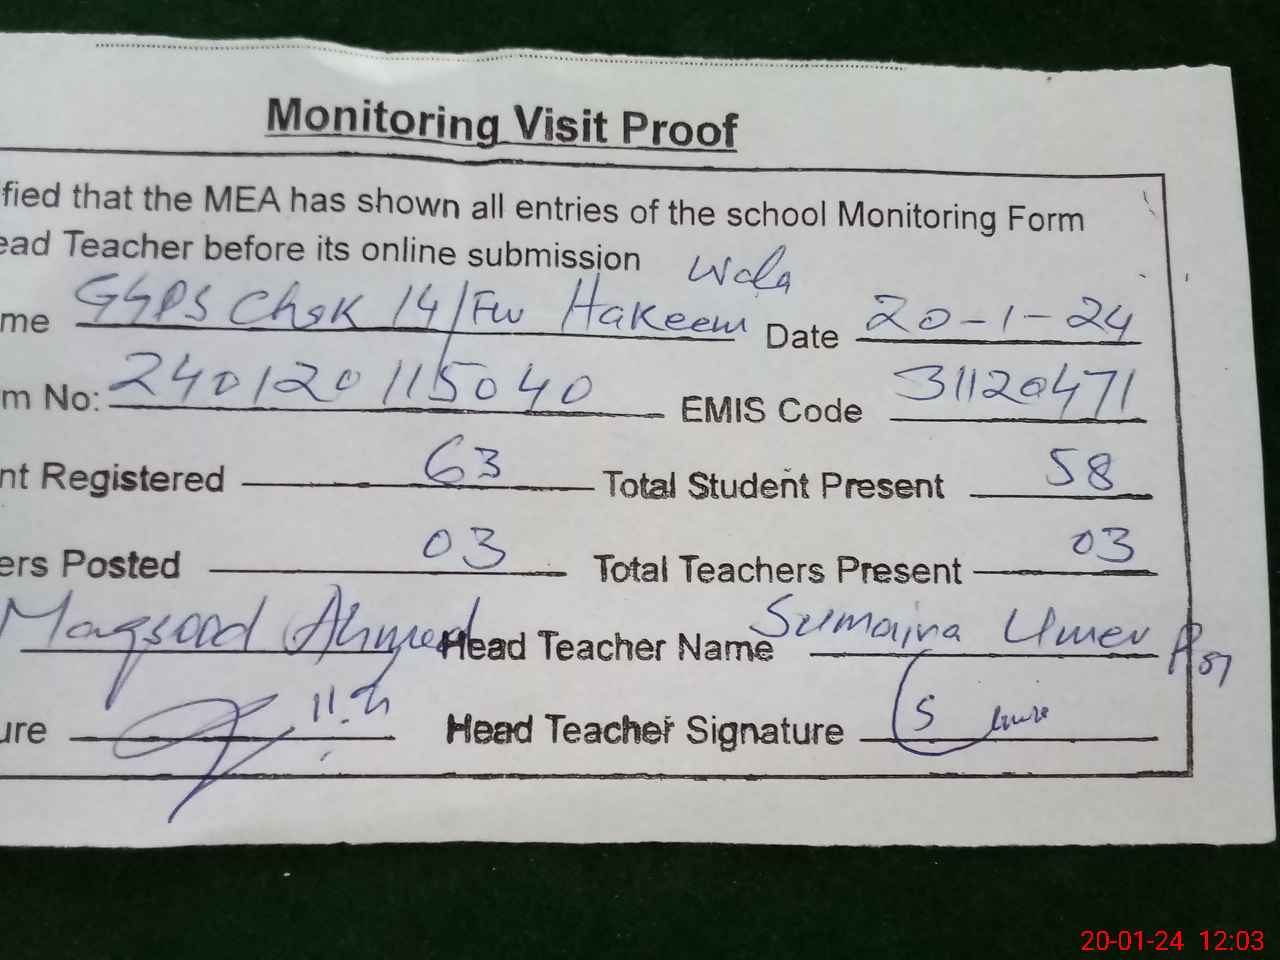 Monitoring Visit Proof
fied that the MEA has shown all entries of the school Monitoring Form
ead Teacher before its online submission
me GGPS Chak 14/FW Hakeem Wala Date 20-1-24
m No: 240120115040 EMIS Code 31120471
nt Registered 63 Total Student Present 58
ers Posted 03 Total Teachers Present 03
Maqsood Ahmed Head Teacher Name Sumaira Umer
ure Head Teacher Signature
20-01-24 12:03